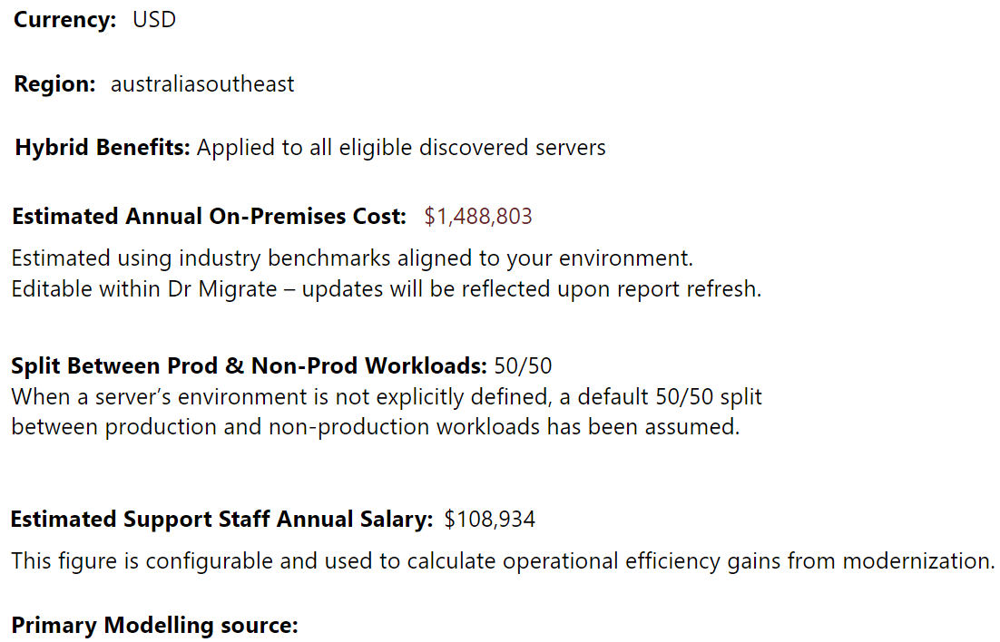 Currency: USD
Region: australiasoutheast
Hybrid Benefits: Applied to all eligible discovered servers
Estimated Annual On-Premises Cost: $1,488,803
Estimated using industry benchmarks aligned to your environment.
Editable within Dr Migrate – updates will be reflected upon report refresh.
Split Between Prod & Non-Prod Workloads: 50/50
When a server’s environment is not explicitly defined, a default 50/50 split
between production and non-production workloads has been assumed.
Estimated Support Staff Annual Salary: $108,934
This figure is configurable and used to calculate operational efficiency gains from modernization.
Primary Modelling source: